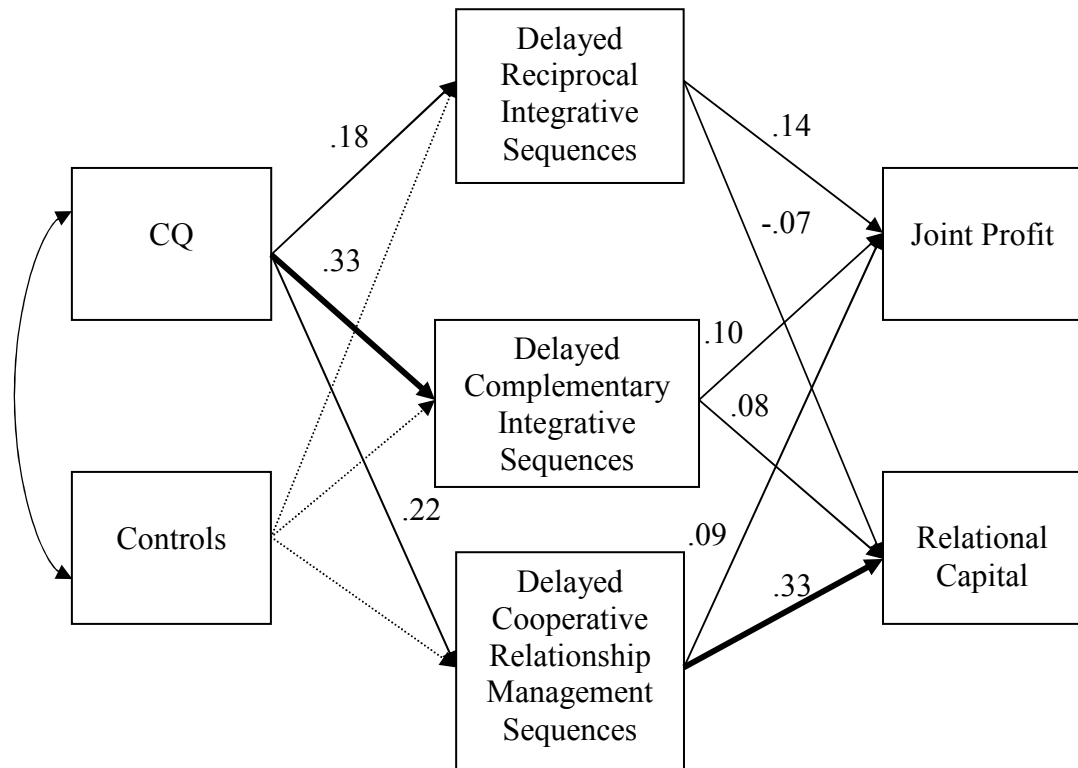 Delayed
Reciprocal
Integrative
Sequences
.18
.14
CQ
-.07
Joint Profit
.33
.10
Delayed
Complementary
Integrative
Sequences
.08
Controls
.22
.09
Relational
Capital
Delayed
Cooperative
Relationship
Management
Sequences
.33